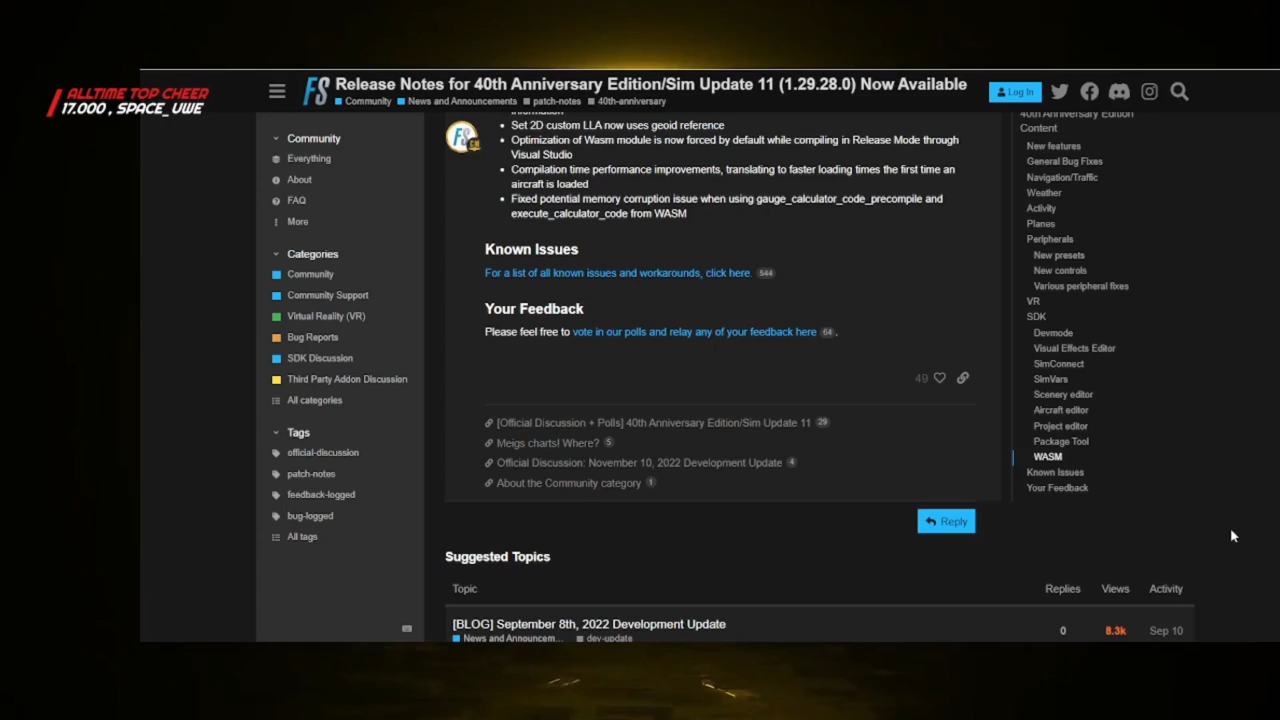 ALLTIME TOP CHEER
17.000 , SPACE_UWE
FS
Release Notes for 40th Anniversary Edition/Sim Update 11 (1.29.28.0) Now Available
Community News and Announcements patch-notes 40th-anniversary
Log In
Community
Everything
About
FAQ
More
Categories
Community
Community Support
Virtual Reality (VR)
Bug Reports
SDK Discussion
Third Party Addon Discussion
All categories
Tags
official-discussion
patch-notes
feedback-logged
bug-logged
All tags
FS
CM
information
• Set 2D custom LLA now uses geoid reference
• Optimization of Wasm module is now forced by default while compiling in Release Mode through
Visual Studio
• Compilation time performance improvements, translating to faster loading times the first time an
aircraft is loaded
• Fixed potential memory corruption issue when using gauge_calculator_code_precompile and
execute_calculator_code from WASM
Known Issues
For a list of all known issues and workarounds, click here. 544
Your Feedback
Please feel free to vote in our polls and relay any of your feedback here 64 .
49
[Official Discussion + Polls] 40th Anniversary Edition/Sim Update 11 29
Meigs charts! Where? 5
Official Discussion: November 10, 2022 Development Update 4
About the Community category 1
Reply
40th Anniversary Edition
Content
New features
General Bug Fixes
Navigation/Traffic
Weather
Activity
Planes
Peripherals
New presets
New controls
Various peripheral fixes
VR
SDK
Devmode
Visual Effects Editor
SimConnect
SimVars
Scenery editor
Aircraft editor
Project editor
Package Tool
WASM
Known Issues
Your Feedback
Suggested Topics
Topic Replies Views Activity
[BLOG] September 8th, 2022 Development Update 0 8.3k Sep 10
News and Announcem... dev-update